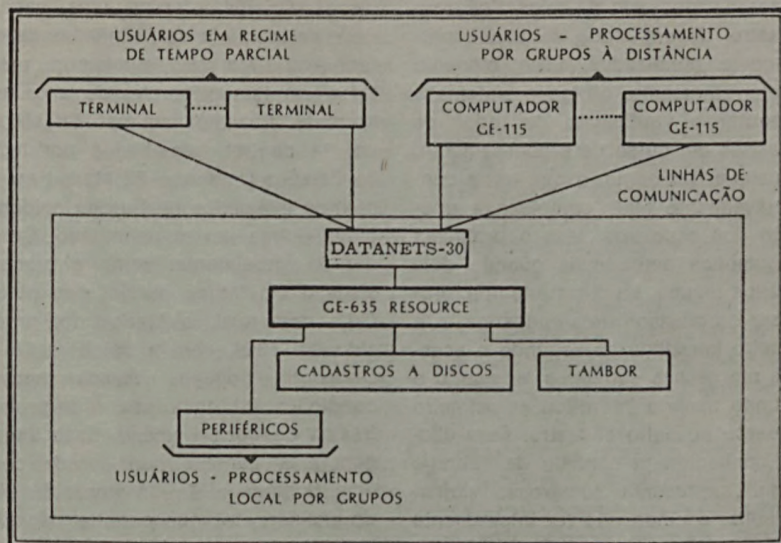 USUÁRIOS EM REGIME
DE TEMPO PARCIAL
USUÁRIOS - PROCESSAMENTO
POR GRUPOS À DISTÂNCIA
TERMINAL
TERMINAL
COMPUTADOR
GE-115
COMPUTADOR
GE-115
LINHAS DE
COMUNICAÇÃO
DATANETS-30
GE-635 RESOURCE
CADASTROS A DISCOS
TAMBOR
PERIFÉRICOS
USUÁRIOS - PROCESSAMENTO
LOCAL POR GRUPOS